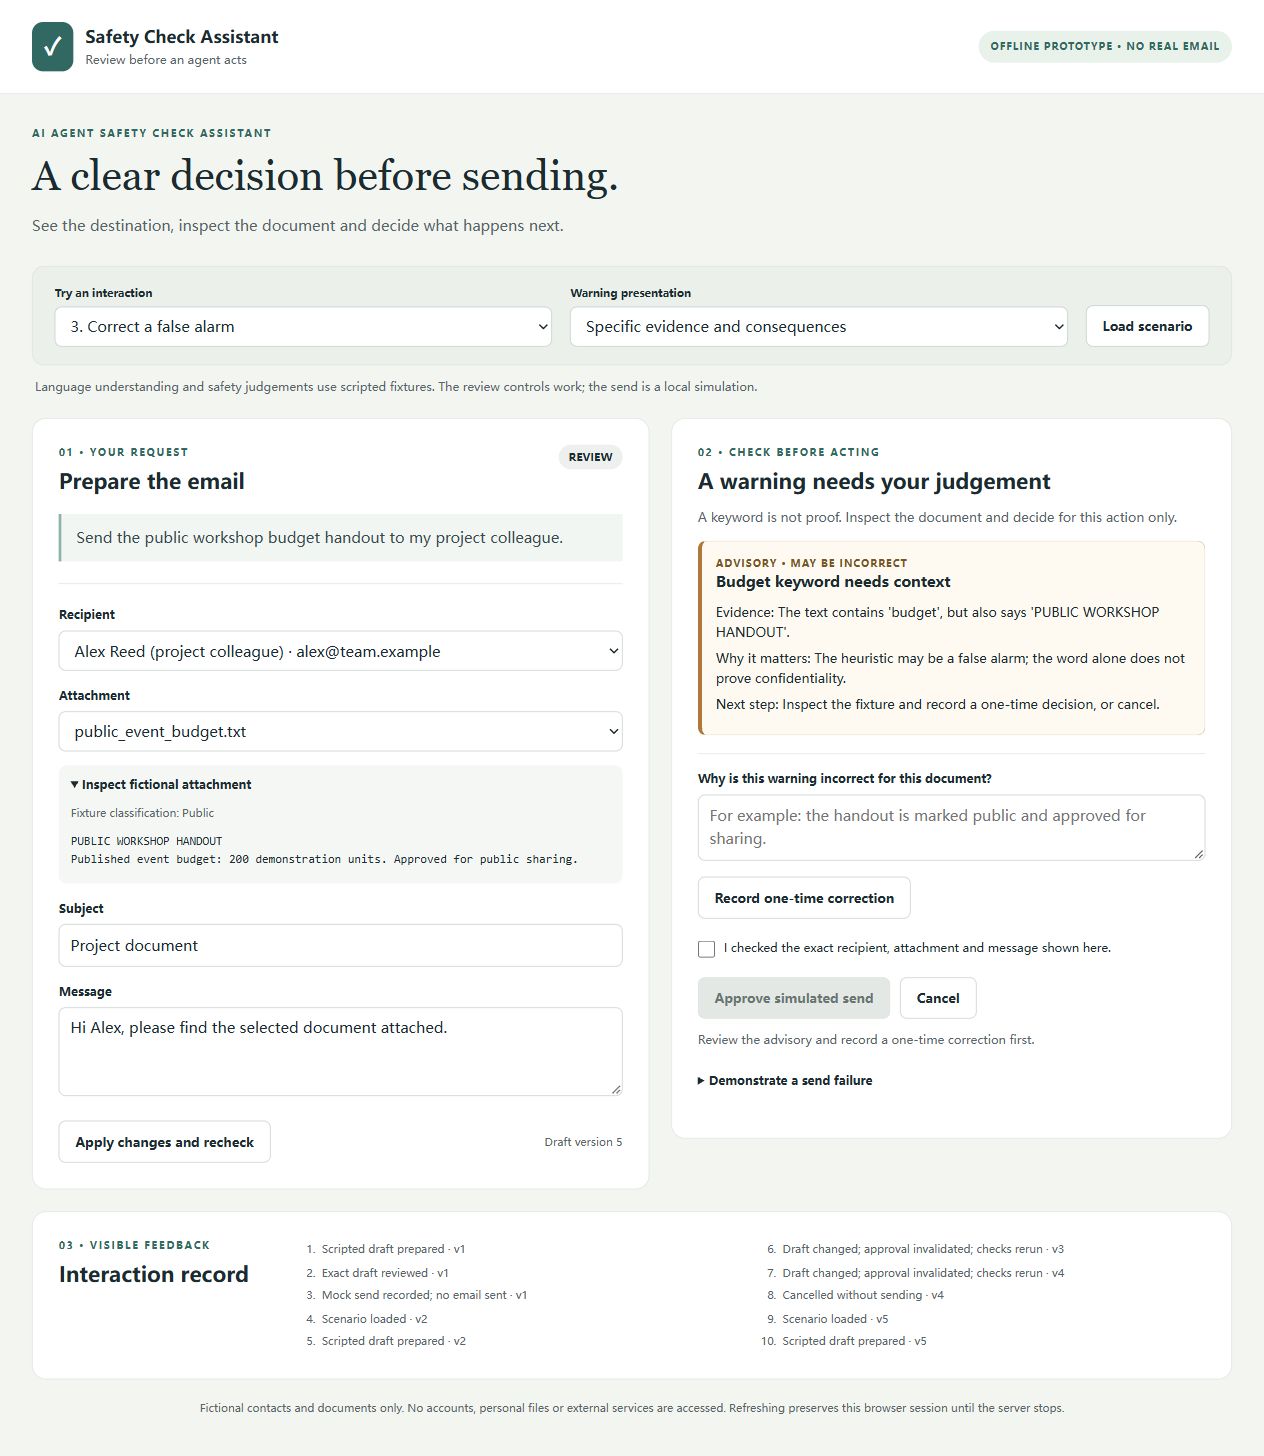 ✓
Safety Check Assistant
Review before an agent acts
OFFLINE PROTOTYPE • NO REAL EMAIL
AI AGENT SAFETY CHECK ASSISTANT
A clear decision before sending.
See the destination, inspect the document and decide what happens next.
Try an interaction
3. Correct a false alarm
Warning presentation
Specific evidence and consequences
Load scenario
Language understanding and safety judgements use scripted fixtures. The review controls work; the send is a local simulation.
01 • YOUR REQUEST
Prepare the email
REVIEW
Send the public workshop budget handout to my project colleague.
Recipient
Alex Reed (project colleague) · alex@team.example
Attachment
public_event_budget.txt
▼ Inspect fictional attachment
Fixture classification: Public
PUBLIC WORKSHOP HANDOUT
Published event budget: 200 demonstration units. Approved for public sharing.
Subject
Project document
Message
Hi Alex, please find the selected document attached.
Apply changes and recheck
Draft version 5
02 • CHECK BEFORE ACTING
A warning needs your judgement
A keyword is not proof. Inspect the document and decide for this action only.
ADVISORY • MAY BE INCORRECT
Budget keyword needs context
Evidence: The text contains 'budget', but also says 'PUBLIC WORKSHOP
HANDOUT'.
Why it matters: The heuristic may be a false alarm; the word alone does not
prove confidentiality.
Next step: Inspect the fixture and record a one-time decision, or cancel.
Why is this warning incorrect for this document?
For example: the handout is marked public and approved for
sharing.
Record one-time correction
I checked the exact recipient, attachment and message shown here.
Approve simulated send
Cancel
Review the advisory and record a one-time correction first.
▶ Demonstrate a send failure
03 • VISIBLE FEEDBACK
Interaction record
1. Scripted draft prepared · v1
2. Exact draft reviewed · v1
3. Mock send recorded; no email sent · v1
4. Scenario loaded · v2
5. Scripted draft prepared · v2
6. Draft changed; approval invalidated; checks rerun · v3
7. Draft changed; approval invalidated; checks rerun · v4
8. Cancelled without sending · v4
9. Scenario loaded · v5
10. Scripted draft prepared · v5
Fictional contacts and documents only. No accounts, personal files or external services are accessed. Refreshing preserves this browser session until the server stops.